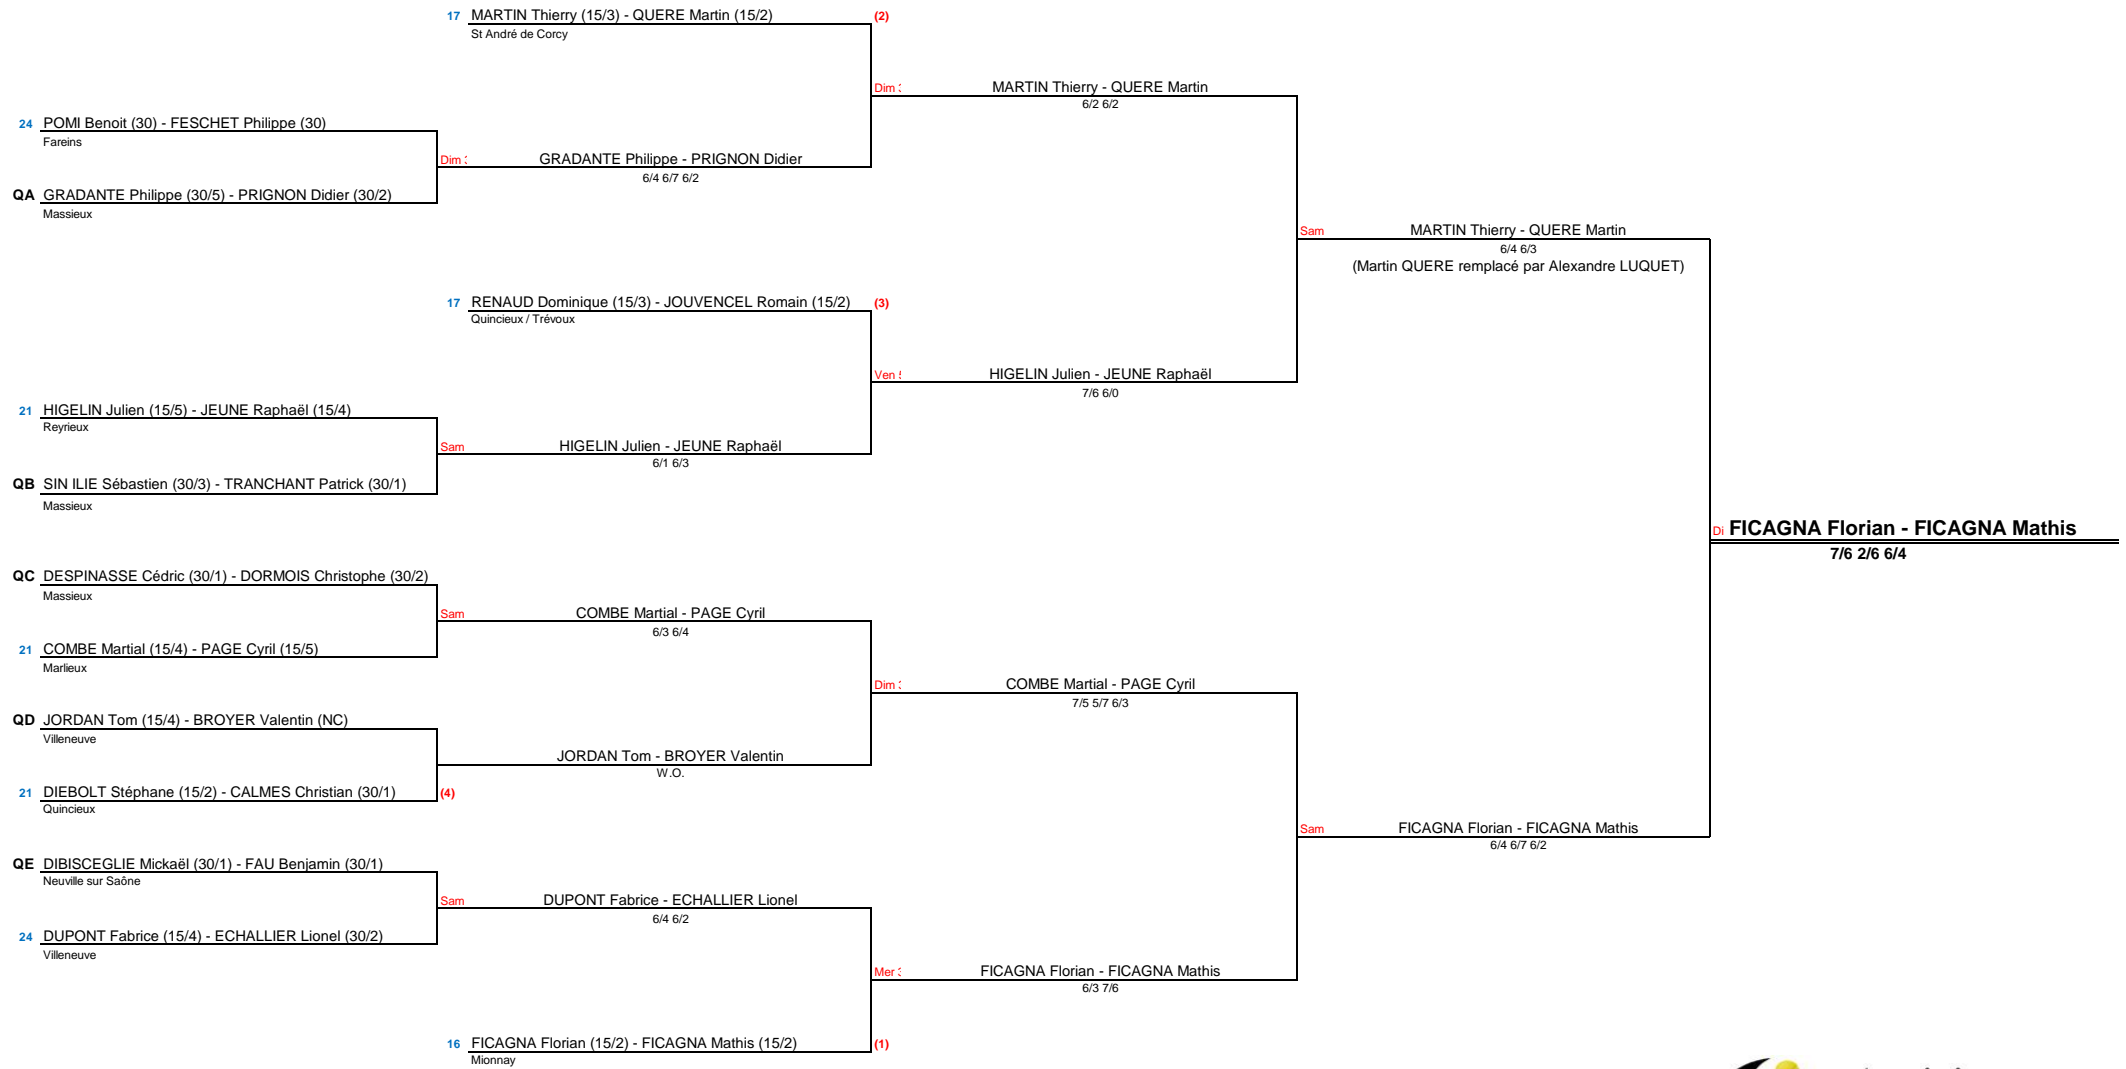 17 MARTIN Thierry (15/3) - QUERE Martin (15/2) (2)
St André de Corcy
Dim MARTIN Thierry - QUERE Martin
6/2 6/2
24 POMI Benoit (30) - FESCHET Philippe (30)
Fareins
Dim GRADANTE Philippe - PRIGNON Didier
6/4 6/7 6/2
QA GRADANTE Philippe (30/5) - PRIGNON Didier (30/2)
Massieux
Sam MARTIN Thierry - QUERE Martin
6/4 6/3
(Martin QUERE remplacé par Alexandre LUQUET)
17 RENAUD Dominique (15/3) - JOUVENCEL Romain (15/2) (3)
Quincieux / Trévoux
Ven HIGELIN Julien - JEUNE Raphaël
7/6 6/0
21 HIGELIN Julien (15/5) - JEUNE Raphaël (15/4)
Reyrieux
Sam HIGELIN Julien - JEUNE Raphaël
6/1 6/3
QB SIN ILIE Sébastien (30/3) - TRANCHANT Patrick (30/1)
Massieux
Di FICAGNA Florian - FICAGNA Mathis
7/6 2/6 6/4
QC DESPINASSE Cédric (30/1) - DORMOIS Christophe (30/2)
Massieux
Sam COMBE Martial - PAGE Cyril
6/3 6/4
21 COMBE Martial (15/4) - PAGE Cyril (15/5)
Marlieux
Dim COMBE Martial - PAGE Cyril
7/5 5/7 6/3
QD JORDAN Tom (15/4) - BROYER Valentin (NC)
Villeneuve
JORDAN Tom - BROYER Valentin
W.O.
21 DIEBOLT Stéphane (15/2) - CALMES Christian (30/1) (4)
Quincieux
Sam FICAGNA Florian - FICAGNA Mathis
6/4 6/7 6/2
QE DIBISCEGLIE Mickaël (30/1) - FAU Benjamin (30/1)
Neuville sur Saône
Sam DUPONT Fabrice - ECHALLIER Lionel
6/4 6/2
24 DUPONT Fabrice (15/4) - ECHALLIER Lionel (30/2)
Villeneuve
Mer FICAGNA Florian - FICAGNA Mathis
6/3 7/6
16 FICAGNA Florian (15/2) - FICAGNA Mathis (15/2) (1)
Mionnay